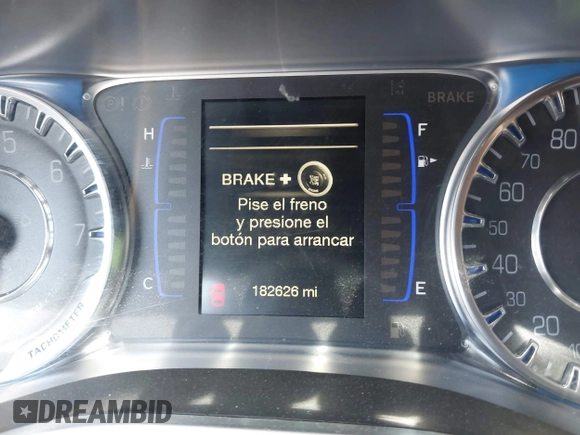 BRAKE
H
F
BRAKE +
Pise el freno
y presione el
botón para arrancar
C
E
182626 mi
5
6
7
TACHOMETER
80
70
60
50
40
30
20
10
DREAMBID